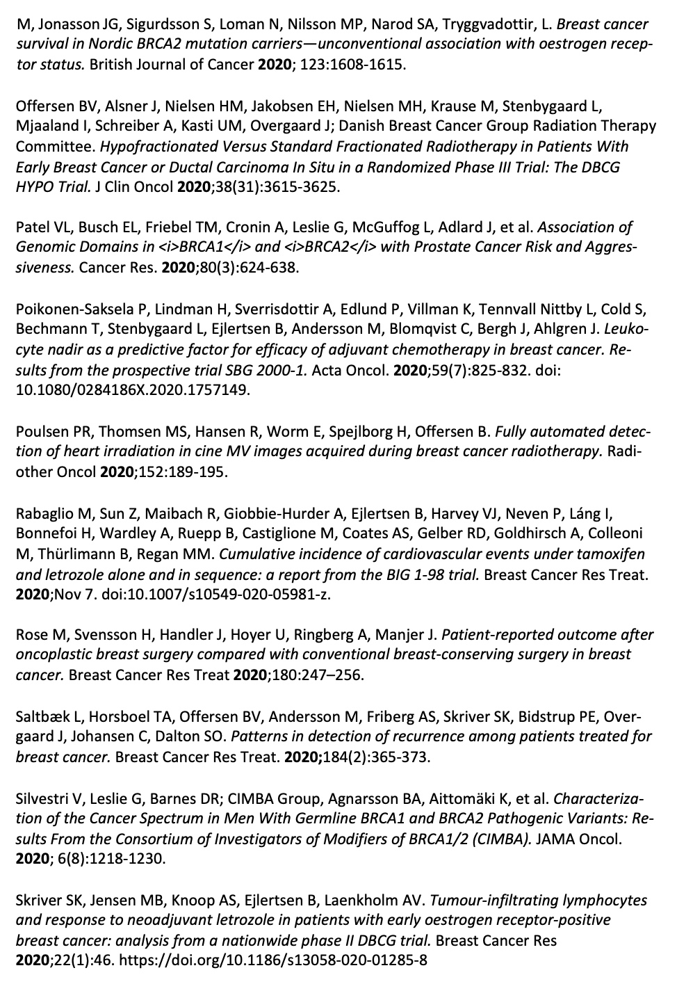 M, Jonasson JG, Sigurdsson S, Loman N, Nilsson MP, Narod SA, Tryggvadottir, L. Breast cancer
survival in Nordic BRCA2 mutation carriers—unconventional association with oestrogen recep-
tor status. British Journal of Cancer 2020; 123:1608-1615.
Offersen BV, Alsner J, Nielsen HM, Jakobsen EH, Nielsen MH, Krause M, Stenbygaard L,
Mjaaland I, Schreiber A, Kasti UM, Overgaard J; Danish Breast Cancer Group Radiation Therapy
Committee. Hypofractionated Versus Standard Fractionated Radiotherapy in Patients With
Early Breast Cancer or Ductal Carcinoma In Situ in a Randomized Phase III Trial: The DBCG
HYPO Trial. J Clin Oncol 2020;38(31):3615-3625.
Patel VL, Busch EL, Friebel TM, Cronin A, Leslie G, McGuffog L, Adlard J, et al. Association of
Genomic Domains in <i>BRCA1</i> and <i>BRCA2</i> with Prostate Cancer Risk and Aggres-
siveness. Cancer Res. 2020;80(3):624-638.
Poikonen-Saksela P, Lindman H, Sverrisdottir A, Edlund P, Villman K, Tennvall Nittby L, Cold S,
Bechmann T, Stenbygaard L, Ejlertsen B, Andersson M, Blomqvist C, Bergh J, Ahlgren J. Leuko-
cyte nadir as a predictive factor for efficacy of adjuvant chemotherapy in breast cancer. Re-
sults from the prospective trial SBG 2000-1. Acta Oncol. 2020;59(7):825-832. doi:
10.1080/0284186X.2020.1757149.
Poulsen PR, Thomsen MS, Hansen R, Worm E, Spejlborg H, Offersen B. Fully automated detec-
tion of heart irradiation in cine MV images acquired during breast cancer radiotherapy. Radi-
other Oncol 2020;152:189-195.
Rabaglio M, Sun Z, Maibach R, Giobbie-Hurder A, Ejlertsen B, Harvey VJ, Neven P, Láng I,
Bonnefoi H, Wardley A, Ruepp B, Castiglione M, Coates AS, Gelber RD, Goldhirsch A, Colleoni
M, Thürlimann B, Regan MM. Cumulative incidence of cardiovascular events under tamoxifen
and letrozole alone and in sequence: a report from the BIG 1-98 trial. Breast Cancer Res Treat.
2020;Nov 7. doi:10.1007/s10549-020-05981-z.
Rose M, Svensson H, Handler J, Hoyer U, Ringberg A, Manjer J. Patient-reported outcome after
oncoplastic breast surgery compared with conventional breast-conserving surgery in breast
cancer. Breast Cancer Res Treat 2020;180:247–256.
Saltbæk L, Horsboel TA, Offersen BV, Andersson M, Friberg AS, Skriver SK, Bidstrup PE, Over-
gaard J, Johansen C, Dalton SO. Patterns in detection of recurrence among patients treated for
breast cancer. Breast Cancer Res Treat. 2020;184(2):365-373.
Silvestri V, Leslie G, Barnes DR; CIMBA Group, Agnarsson BA, Aittomäki K, et al. Characteriza-
tion of the Cancer Spectrum in Men With Germline BRCA1 and BRCA2 Pathogenic Variants: Re-
sults From the Consortium of Investigators of Modifiers of BRCA1/2 (CIMBA). JAMA Oncol.
2020; 6(8):1218-1230.
Skriver SK, Jensen MB, Knoop AS, Ejlertsen B, Laenkholm AV. Tumour-infiltrating lymphocytes
and response to neoadjuvant letrozole in patients with early oestrogen receptor-positive
breast cancer: analysis from a nationwide phase II DBCG trial. Breast Cancer Res
2020;22(1):46. https://doi.org/10.1186/s13058-020-01285-8